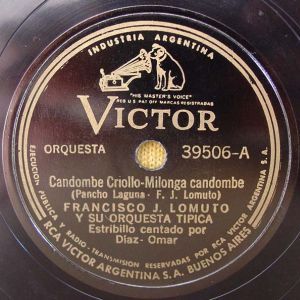 INDUSTRIA ARGENTINA
"HIS MASTER'S VOICE"
REG. U.S. PAT. OFF. MARCAS REGISTRADAS
VICTOR
ORQUESTA
39506-A
Candombe Criollo-Milonga candombe
(Pancho Laguna - F. J. Lomuto)
FRANCISCO J. LOMUTO
Y SU ORQUESTA TIPICA
Estribillo cantado por
Diaz- Omar
EJECUCION PUBLICA Y RADIO-TRANSMISION RESERVADAS POR RCA VICTOR ARGENTINA S.A.
RCA VICTOR ARGENTINA S.A. BUENOS AIRES